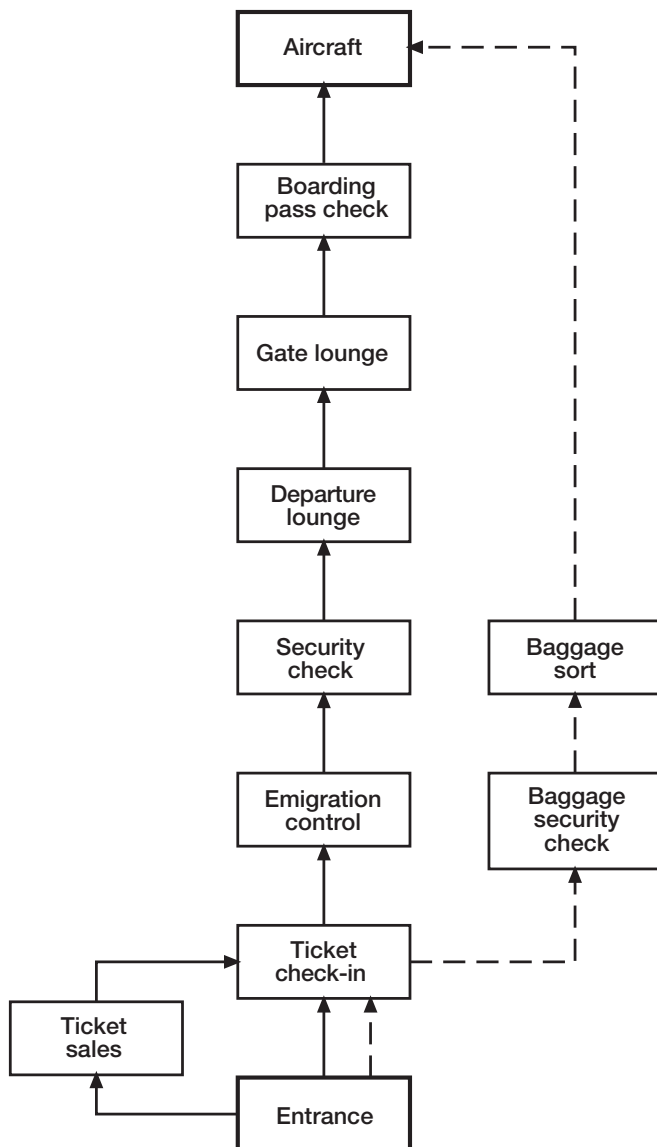 Aircraft
Boarding
pass check
Gate lounge
Departure
lounge
Security
check
Baggage
sort
Emigration
control
Baggage
security
check
Ticket
check-in
Ticket
sales
Entrance